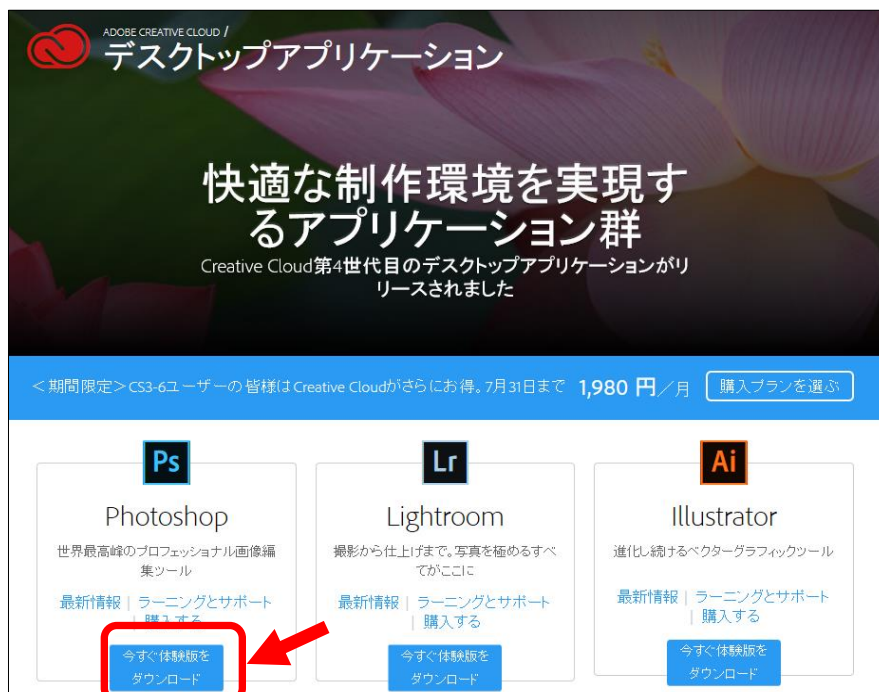 ADOBE CREATIVE CLOUD /
デスクトップアプリケーション
快適な制作環境を実現す
るアプリケーション群
Creative Cloud第4世代目のデスクトップアプリケーションがリ
リースされました
＜期間限定＞CS3-6ユーザーの皆様はCreative Cloudがさらにお得。7月31日まで 1,980 円／月 購入プランを選ぶ
Ps
Photoshop
世界最高峰のプロフェッショナル画像編
集ツール
最新情報 | ラーニングとサポート
| 購入する
今すぐ体験版を
ダウンロード
Lr
Lightroom
撮影から仕上げまで。写真を極めるすべ
てがここに
最新情報 | ラーニングとサポート
| 購入する
今すぐ体験版を
ダウンロード
Ai
Illustrator
進化し続けるベクターグラフィックツール
最新情報 | ラーニングとサポート
| 購入する
今すぐ体験版を
ダウンロード